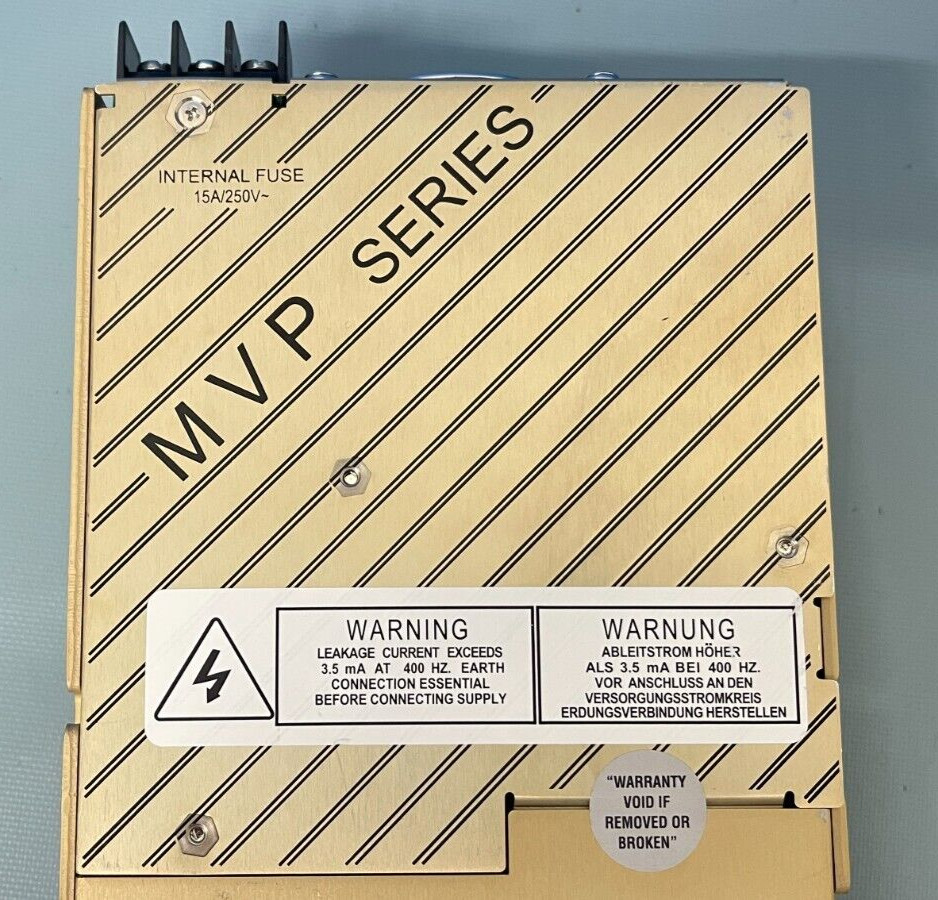 INTERNAL FUSE
15A/250V~
MVP SERIES
WARNING
LEAKAGE CURRENT EXCEEDS
3.5 mA AT 400 HZ. EARTH
CONNECTION ESSENTIAL
BEFORE CONNECTING SUPPLY
WARNUNG
ABLEITSTROM HÖHER
ALS 3.5 mA BEI 400 HZ.
VOR ANSCHLUSS AN DEN
VERSORGUNGSSTROMKREIS
ERDUNGSVERBINDUNG HERSTELLEN
"WARRANTY
VOID IF
REMOVED OR
BROKEN"